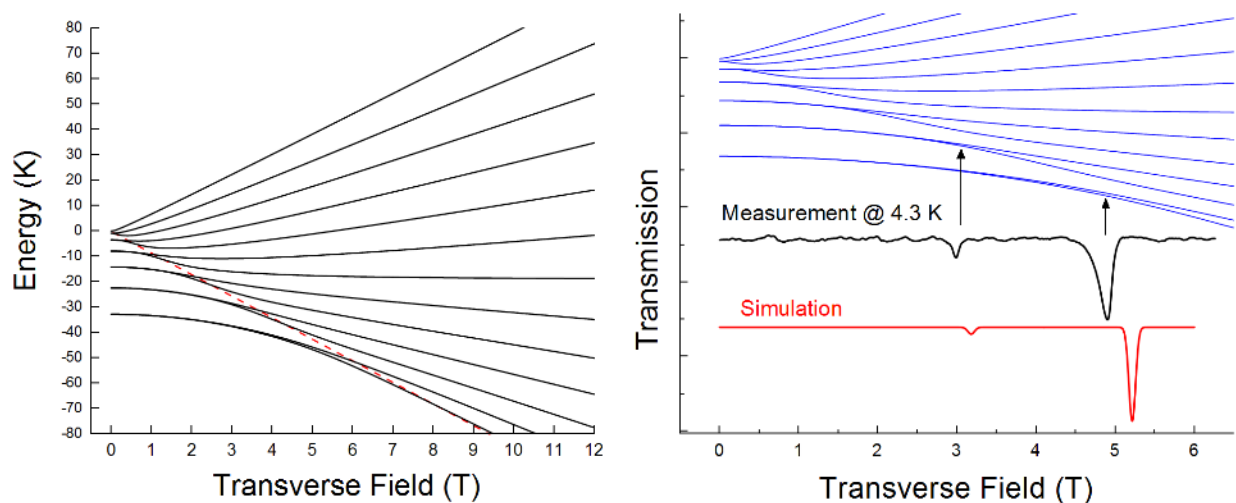 80
70
60
50
40
30
20
10
0
-10
-20
-30
-40
-50
-60
-70
-80
Energy (K)
0 1 2 3 4 5 6 7 8 9 10 11 12
Transverse Field (T)
Transmission
Measurement @ 4.3 K
Simulation
0 1 2 3 4 5 6
Transverse Field (T)